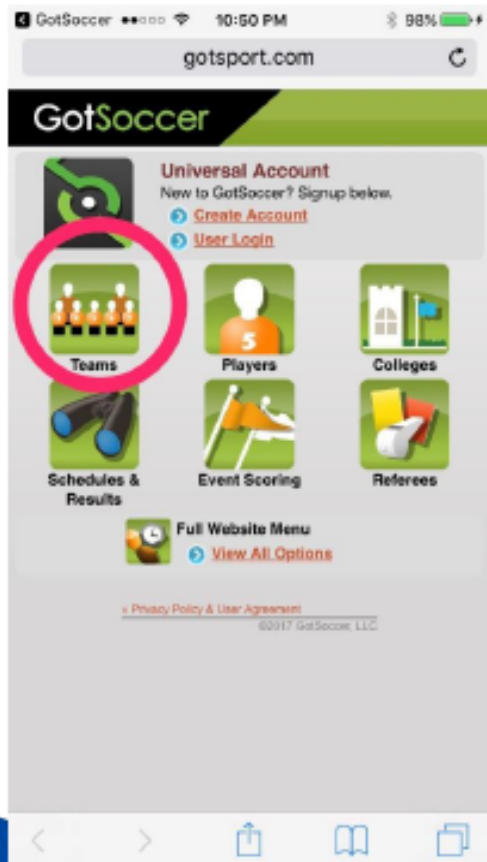 GotSoccer 10:50 PM 98%
gotsport.com
GotSoccer
Universal Account
New to GotSoccer? Signup below.
Create Account
User Login
5
Teams Players Colleges
Schedules & Results Event Scoring Referees
Full Website Menu
View All Options
« Privacy Policy & User Agreement
©2017 GotSoccer, LLC